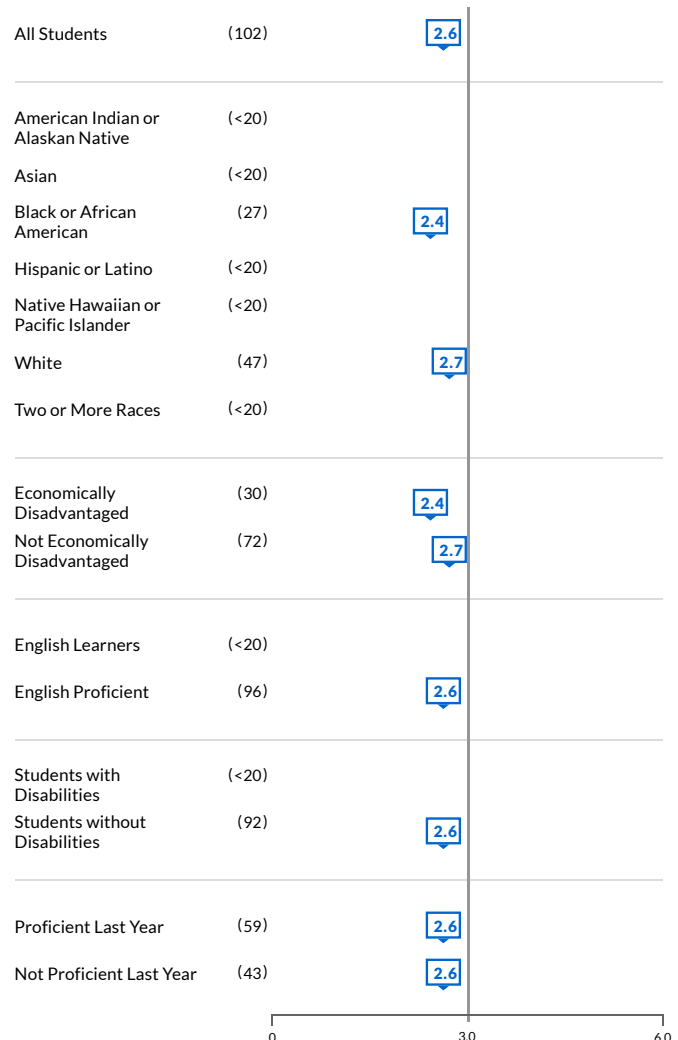 All Students (102) 2.6
American Indian or (<20)
Alaskan Native
Asian (<20)
Black or African (27) 2.4
American
Hispanic or Latino (<20)
Native Hawaiian or (<20)
Pacific Islander
White (47) 2.7
Two or More Races (<20)
Economically (30) 2.4
Disadvantaged
Not Economically (72) 2.7
Disadvantaged
English Learners (<20)
English Proficient (96) 2.6
Students with (<20)
Disabilities
Students without (92) 2.6
Disabilities
Proficient Last Year (59) 2.6
Not Proficient Last Year (43) 2.6
0 3.0 6.0